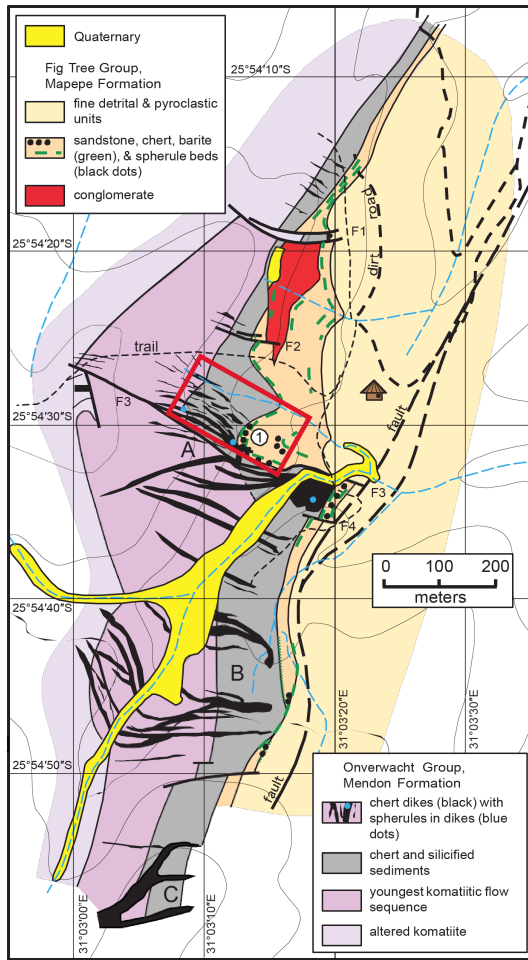 Quaternary
Fig Tree Group,
Mapepe Formation
fine detrital & pyroclastic
units
sandstone, chert, barite
(green), & spherule beds
(black dots)
conglomerate
25°54′10″S
25°54′20″S
F1
dirt road
F2
trail
F3
25°54′30″S
A
1
fault
F3
F4
0 100 200
meters
25°54′40″S
B
31°03′20″E
31°03′30″E
25°54′50″S
fault
C
31°03′00″E
31°03′10″E
Onverwacht Group,
Mendon Formation
chert dikes (black) with
spherules in dikes (blue
dots)
chert and silicified
sediments
youngest komatiitic flow
sequence
altered komatiite